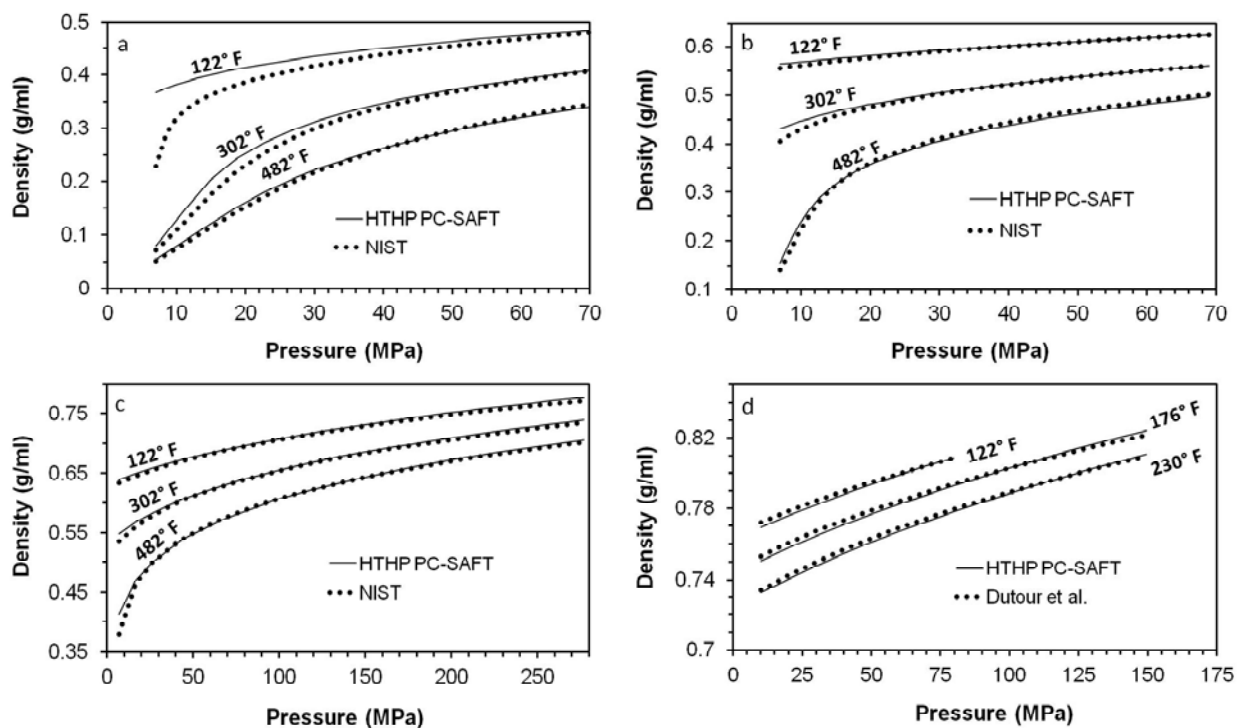 a
0.5
0.4
0.3
0.2
0.1
0
Density (g/ml)
122° F
302° F
482° F
HTHP PC-SAFT
NIST
0 10 20 30 40 50 60 70
Pressure (MPa)
b
0.6
0.5
0.4
0.3
0.2
0.1
Density (g/ml)
122° F
302° F
482° F
HTHP PC-SAFT
NIST
0 10 20 30 40 50 60 70
Pressure (MPa)
c
0.75
0.65
0.55
0.45
0.35
Density (g/ml)
122° F
302° F
482° F
HTHP PC-SAFT
NIST
0 50 100 150 200 250
Pressure (MPa)
d
0.82
0.78
0.74
0.7
Density (g/ml)
122° F
176° F
230° F
HTHP PC-SAFT
Dutour et al.
0 25 50 75 100 125 150 175
Pressure (MPa)